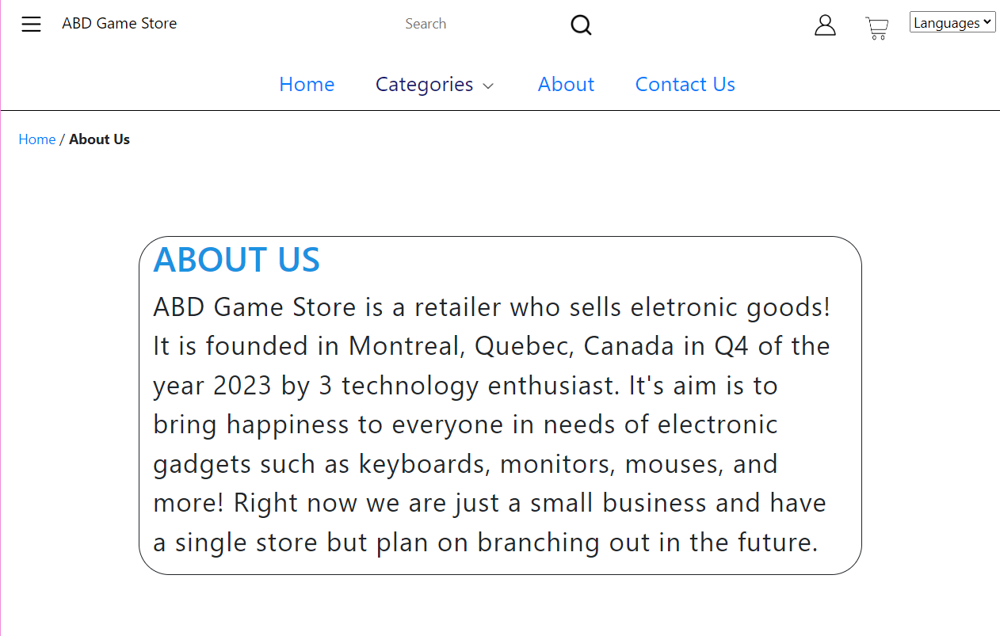 ABD Game Store Search Languages
Home Categories About Contact Us
Home / About Us
ABOUT US
ABD Game Store is a retailer who sells eletronic goods!
It is founded in Montreal, Quebec, Canada in Q4 of the
year 2023 by 3 technology enthusiast. It's aim is to
bring happiness to everyone in needs of electronic
gadgets such as keyboards, monitors, mouses, and
more! Right now we are just a small business and have
a single store but plan on branching out in the future.